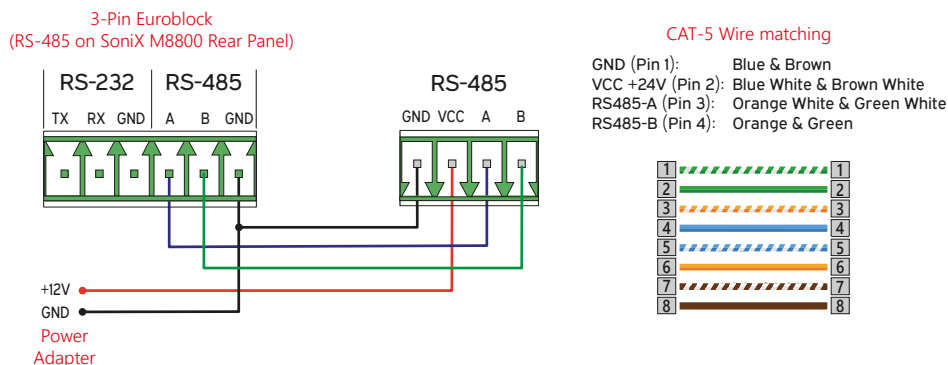 3-Pin Euroblock
(RS-485 on SoniX M8800 Rear Panel)
RS-232 RS-485
TX RX GND A B GND
RS-485
GND VCC A B
+12V
GND
Power
Adapter
CAT-5 Wire matching
GND (Pin 1): Blue & Brown
VCC +24V (Pin 2): Blue White & Brown White
RS485-A (Pin 3): Orange White & Green White
RS485-B (Pin 4): Orange & Green
1 1
2 2
3 3
4 4
5 5
6 6
7 7
8 8